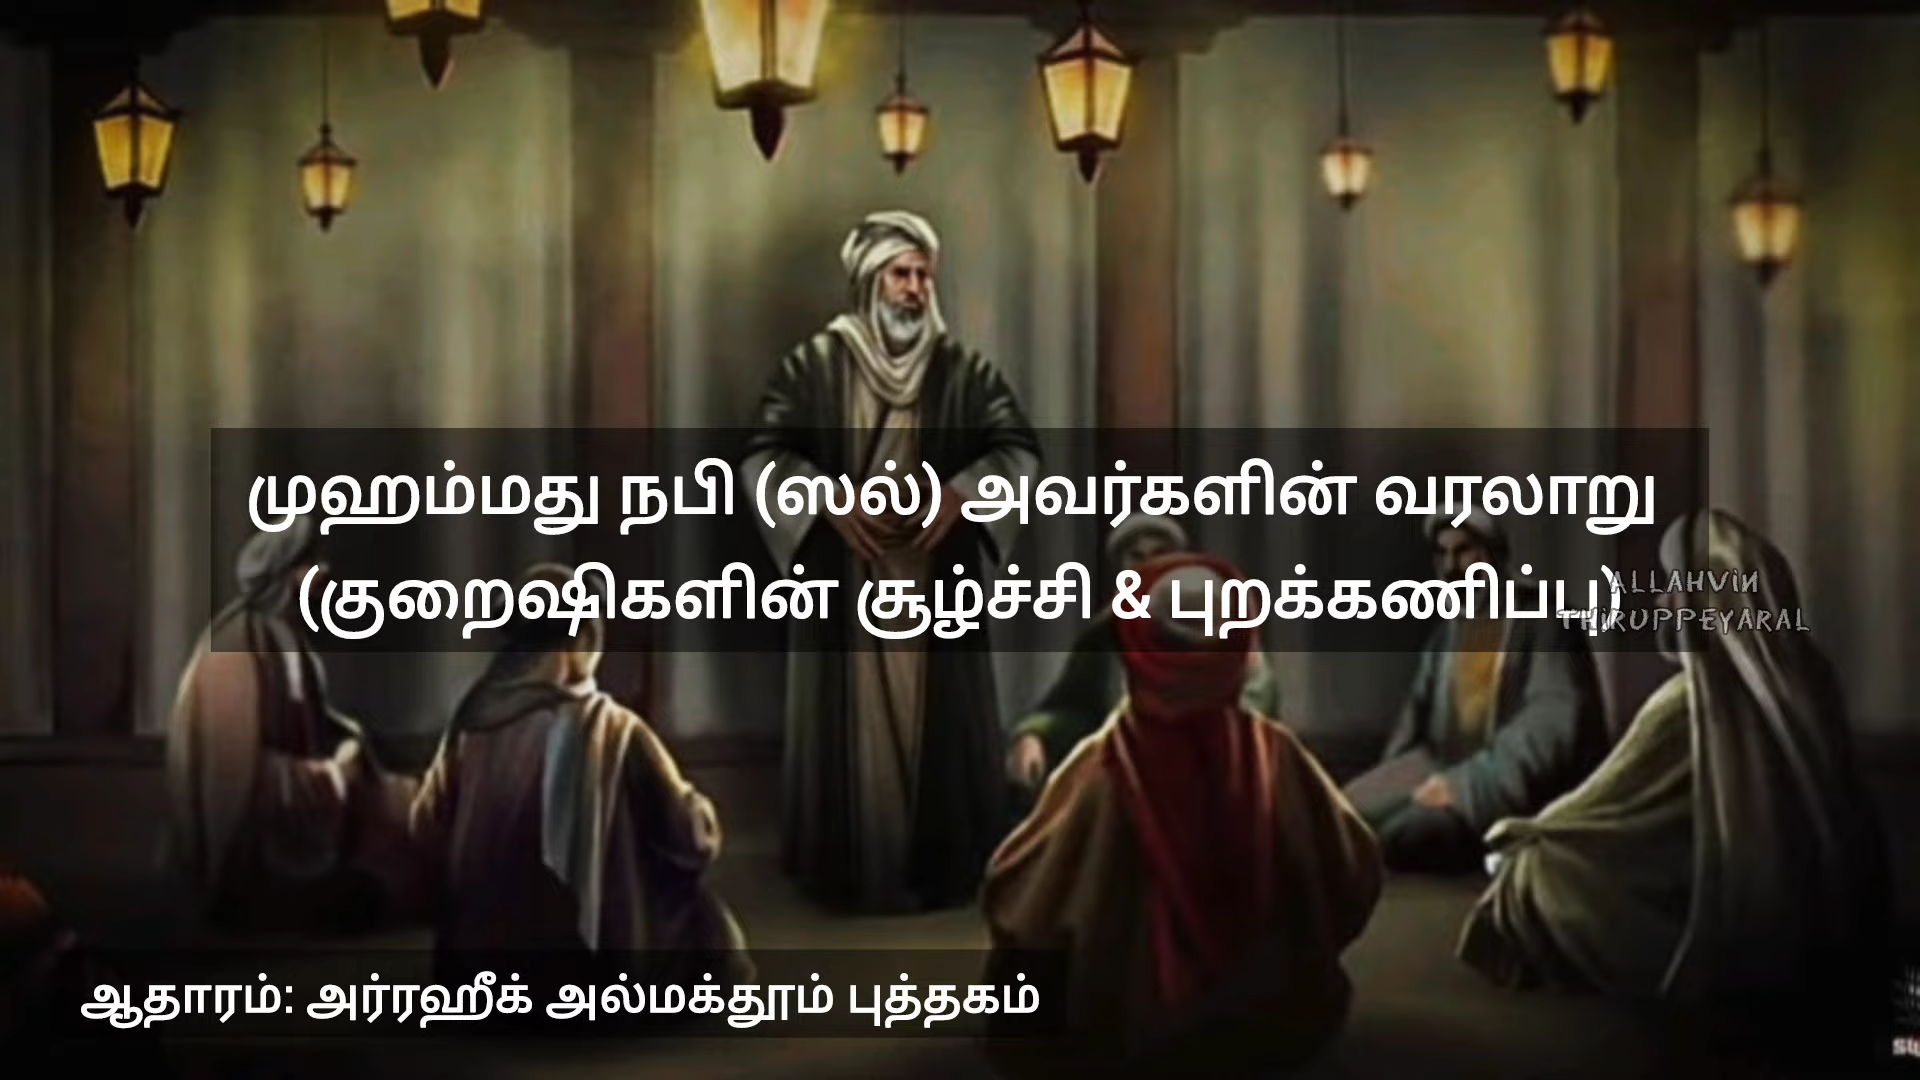 முஹம்மது நபி (ஸல்) அவர்களின் வரலாறு
(குறைஷிகளின் சூழ்ச்சி & புறக்கணிப்பு)
ALLAHViN
THiRUPPEYARAL
ஆதாரம்: அர்ரஹீக் அல்மக்தூம் புத்தகம்